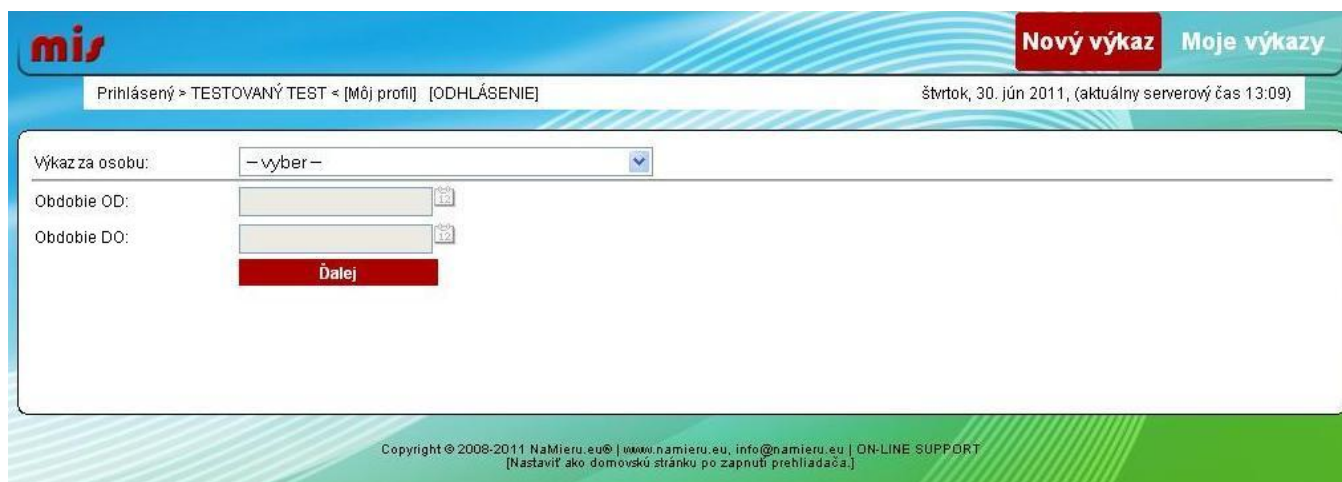 mis
Nový výkaz Moje výkazy
Prihlásený > TESTOVANÝ TEST < [Môj profil] [ODHLÁSENIE] štvrtok, 30. jún 2011, (aktuálny serverový čas 13:09)
Výkaz za osobu: – vyber –
Obdobie OD: 12
Obdobie DO: 12
Ďalej
Copyright © 2008-2011 NaMieru.eu® | www.namieru.eu, info@namieru.eu | ON-LINE SUPPORT
[Nastaviť ako domovskú stránku po zapnutí prehliadača.]